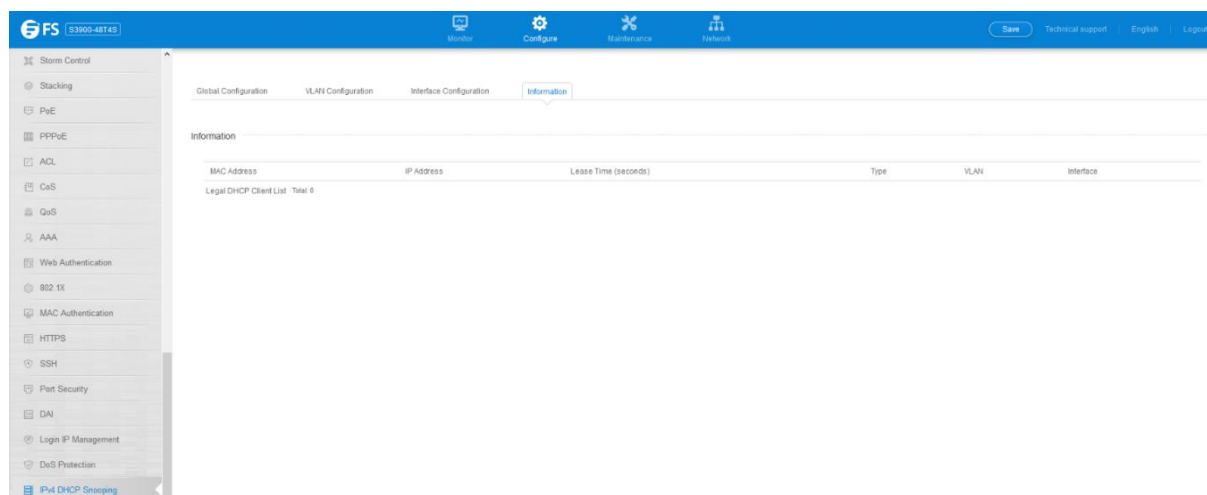 FS S3900-48T4S
Monitor
Configure
Maintenance
Network
Save
Technical support
English
Logout
Storm Control
Stacking
PoE
PPPoE
ACL
CoS
QoS
AAA
Web Authentication
802.1X
MAC Authentication
HTTPS
SSH
Port Security
DAI
Login IP Management
DoS Protection
IPv4 DHCP Snooping
Global Configuration VLAN Configuration Interface Configuration Information
Information
MAC Address IP Address Lease Time (seconds) Type VLAN Interface
Legal DHCP Client List Total: 0